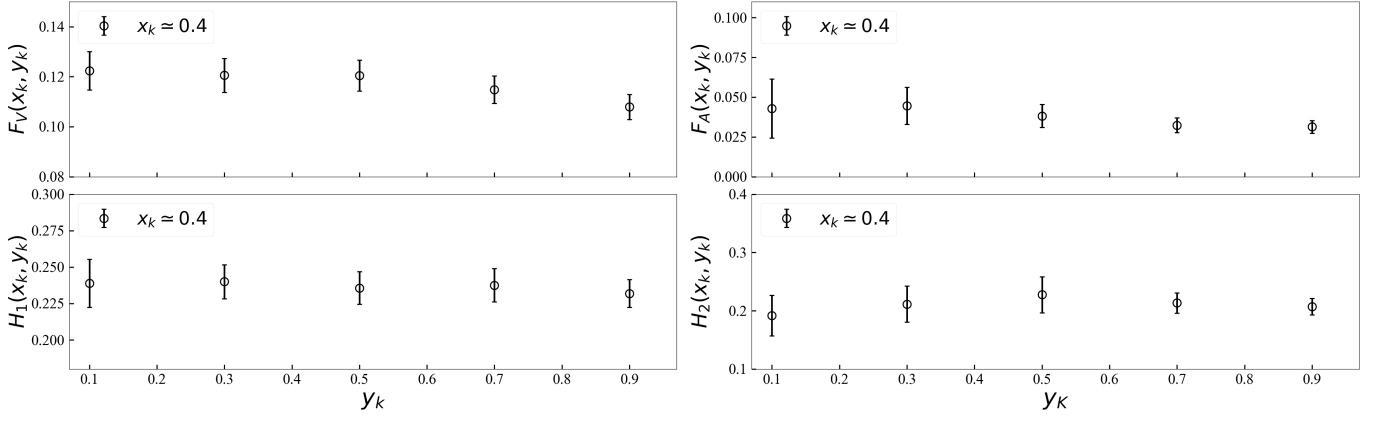 0.14
0.12
0.10
0.08
F_V(x_k, y_k)
x_k ≃ 0.4
0.100
0.075
0.050
0.025
0.000
F_A(x_k, y_k)
x_k ≃ 0.4
0.300
0.275
0.250
0.225
0.200
H_1(x_k, y_k)
x_k ≃ 0.4
0.1 0.2 0.3 0.4 0.5 0.6 0.7 0.8 0.9
y_k
0.4
0.3
0.2
0.1
H_2(x_k, y_k)
x_k ≃ 0.4
0.1 0.2 0.3 0.4 0.5 0.6 0.7 0.8 0.9
y_K